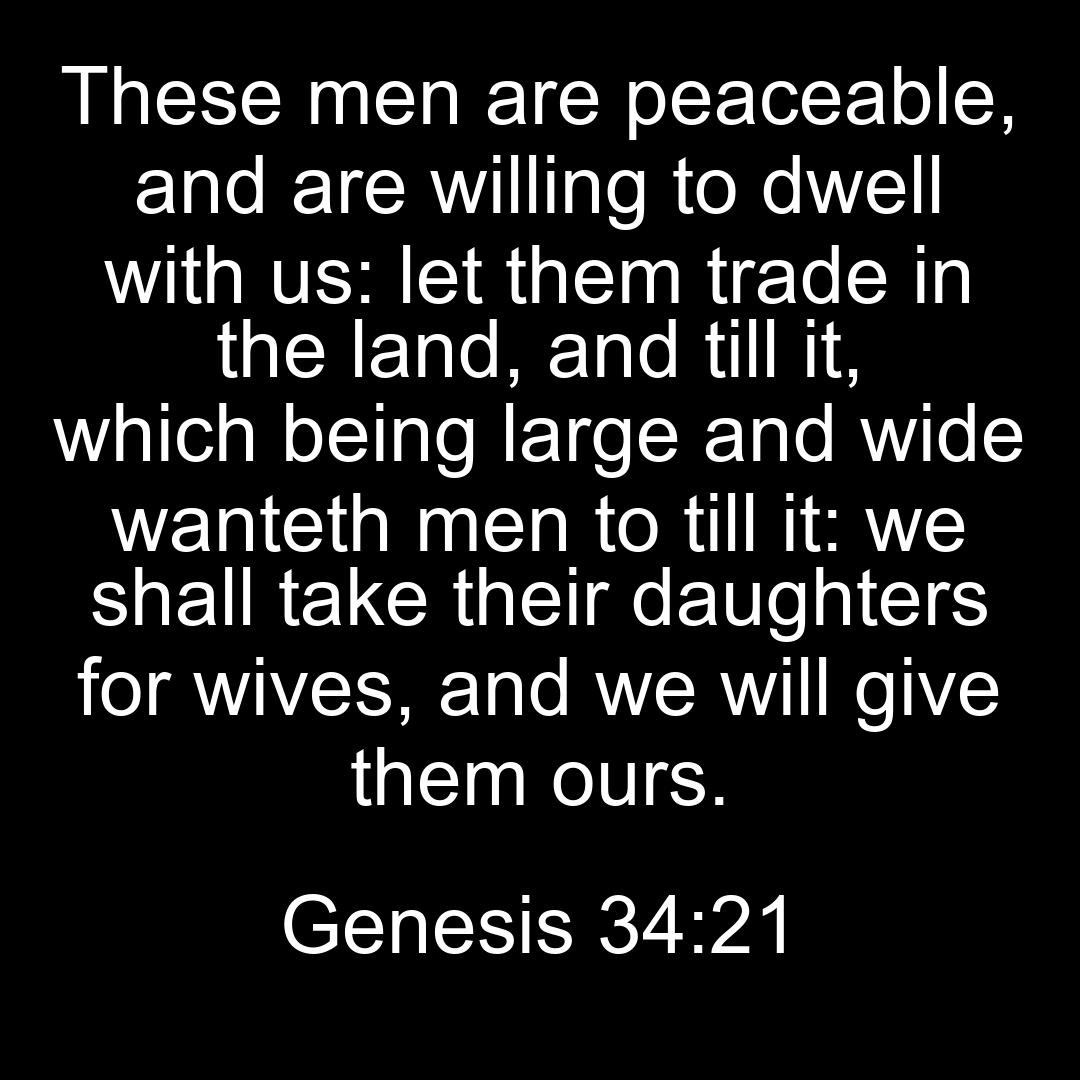 These men are peaceable,
and are willing to dwell
with us: let them trade in
the land, and till it,
which being large and wide
wanteth men to till it: we
shall take their daughters
for wives, and we will give
them ours.
Genesis 34:21